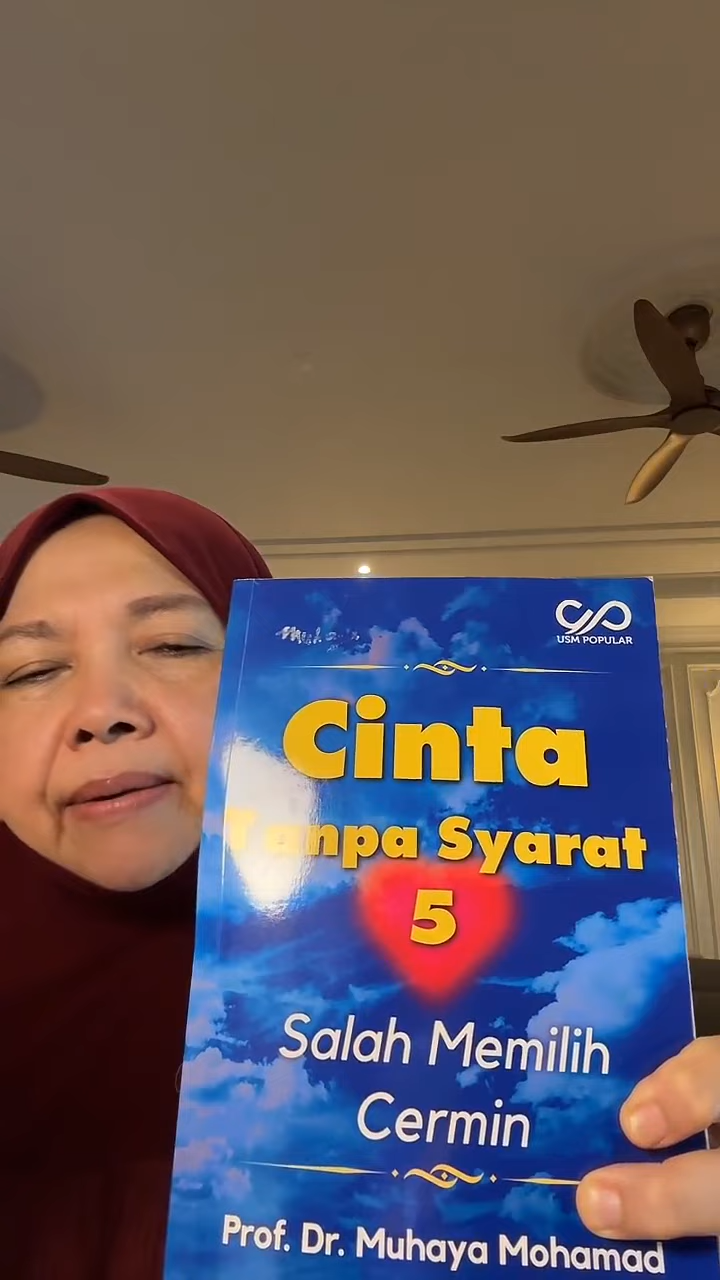 USM POPULAR
Cinta
Tanpa Syarat
5
Salah Memilih
Cermin
Prof. Dr. Muhaya Mohamad